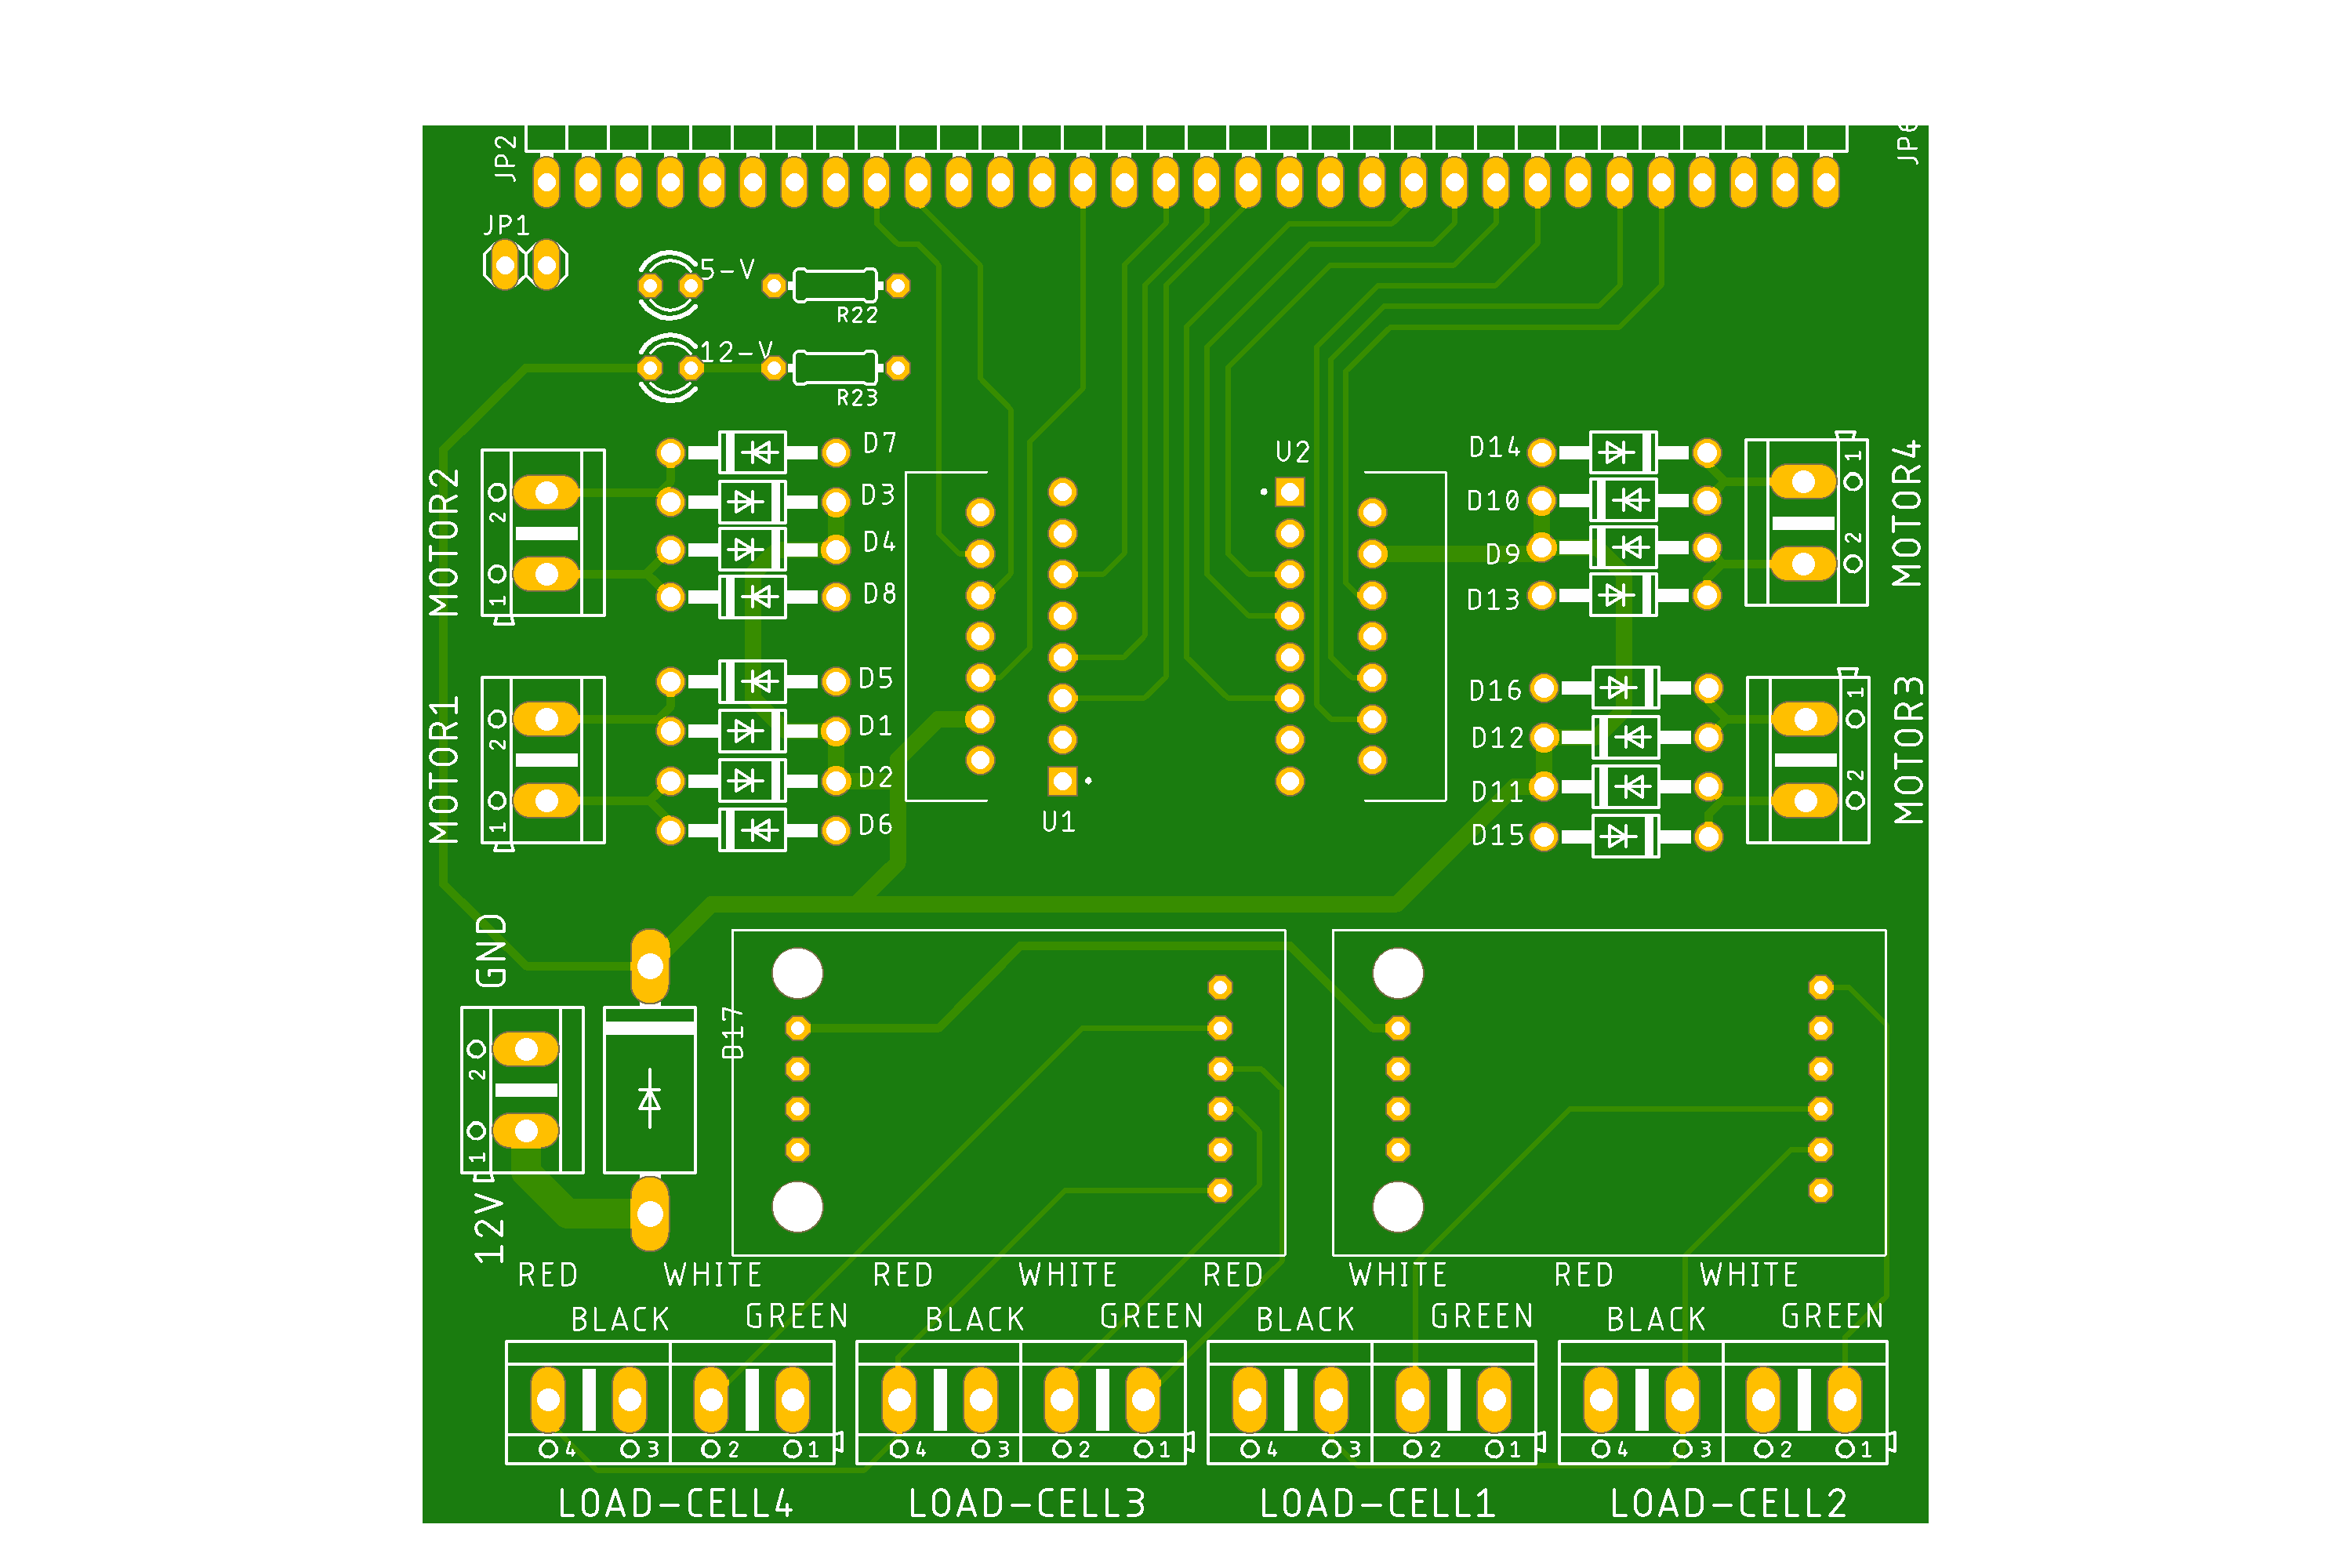 JP2
JP1
5-V
R22
12-V
R23
MOTOR2
2
1
D7
D3
D4
D8
U2
D14
D10
D9
D13
1
2
MOTOR4
MOTOR1
2
1
D5
D1
D2
D6
U1
D16
D12
D11
D15
1
2
MOTOR3
GND
2
1
12V
D17
RED WHITE RED WHITE RED WHITE RED WHITE
BLACK GREEN BLACK GREEN BLACK GREEN BLACK GREEN
4 3 2 1 4 3 2 1 4 3 2 1 4 3 2 1
LOAD-CELL4 LOAD-CELL3 LOAD-CELL1 LOAD-CELL2